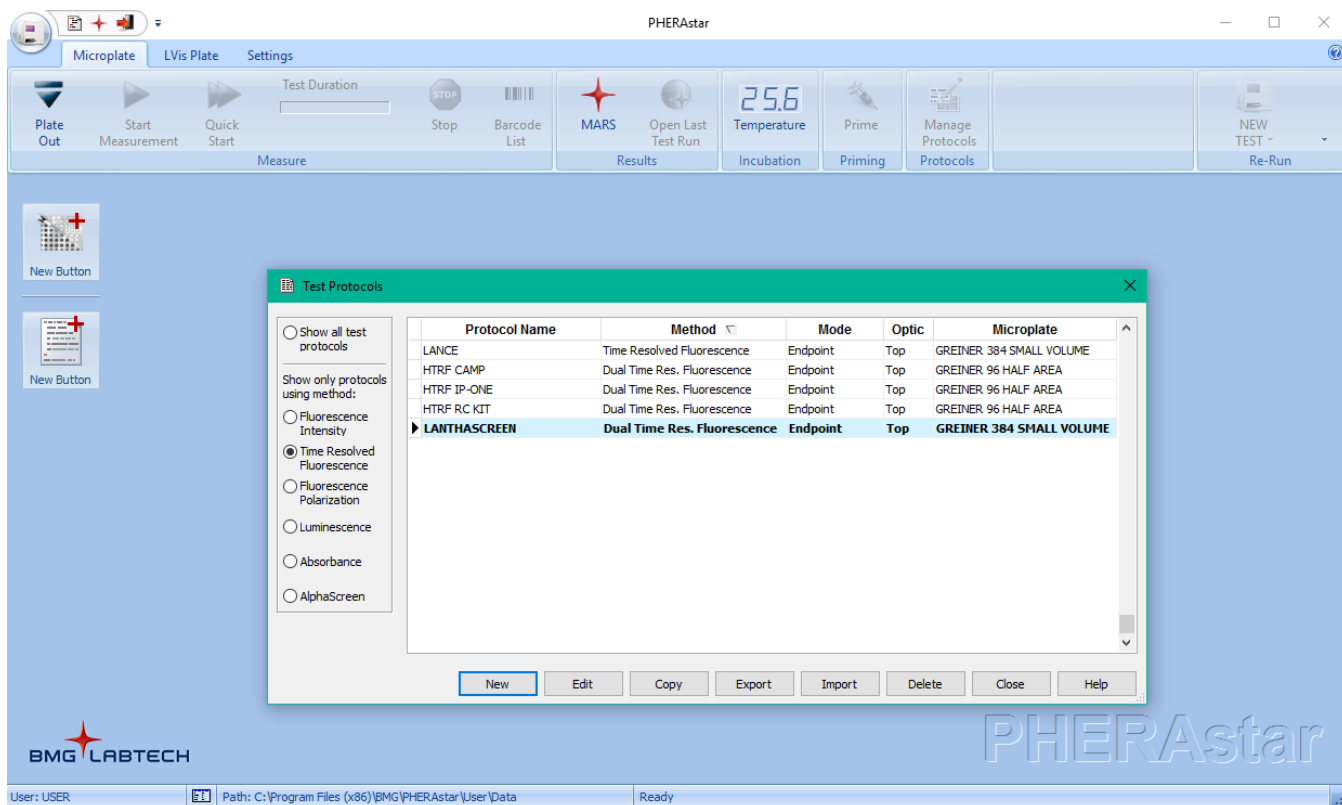 PHERAstar
Microplate LVis Plate Settings
Plate Out
Start Measurement
Quick Start
Test Duration
STOP
Stop
Barcode List
Measure
MARS
Open Last Test Run
Results
25.6
Temperature
Incubation
Prime
Priming
Manage Protocols
Protocols
NEW TEST
Re-Run
New Button
New Button
Test Protocols
Show all test
protocols
Show only protocols
using method:
Fluorescence
Intensity
Time Resolved
Fluorescence
Fluorescence
Polarization
Luminescence
Absorbance
AlphaScreen
Protocol Name Method Mode Optic Microplate
LANCE Time Resolved Fluorescence Endpoint Top GREINER 384 SMALL VOLUME
HTRF CAMP Dual Time Res. Fluorescence Endpoint Top GREINER 96 HALF AREA
HTRF IP-ONE Dual Time Res. Fluorescence Endpoint Top GREINER 96 HALF AREA
HTRF RC KIT Dual Time Res. Fluorescence Endpoint Top GREINER 96 HALF AREA
LANTHASCREEN Dual Time Res. Fluorescence Endpoint Top GREINER 384 SMALL VOLUME
New Edit Copy Export Import Delete Close Help
BMG LABTECH
PHERAstar
User: USER Path: C:\Program Files (x86)\BMG\PHERAstar\User\Data Ready